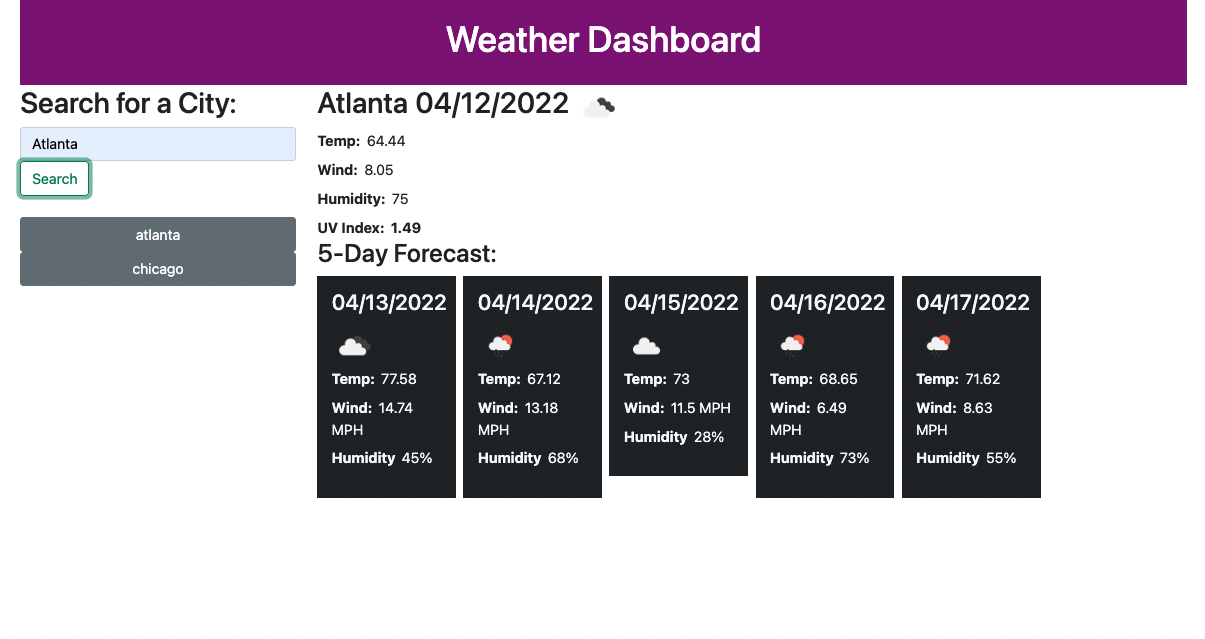 Weather Dashboard
Search for a City:
Atlanta
Search
atlanta
chicago
Atlanta 04/12/2022
Temp: 64.44
Wind: 8.05
Humidity: 75
UV Index: 1.49
5-Day Forecast:
04/13/2022
Temp: 77.58
Wind: 14.74
MPH
Humidity 45%
04/14/2022
Temp: 67.12
Wind: 13.18
MPH
Humidity 68%
04/15/2022
Temp: 73
Wind: 11.5 MPH
Humidity 28%
04/16/2022
Temp: 68.65
Wind: 6.49
MPH
Humidity 73%
04/17/2022
Temp: 71.62
Wind: 8.63
MPH
Humidity 55%